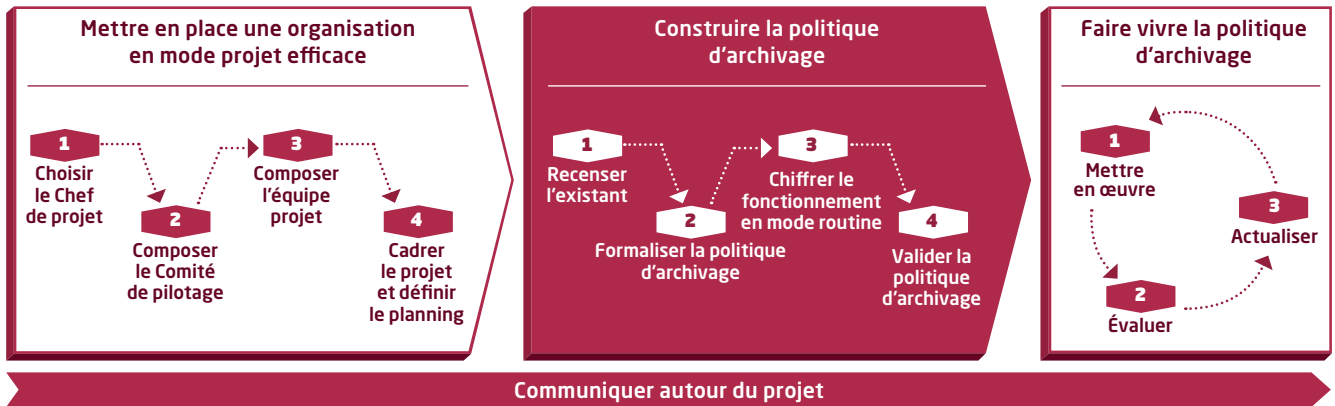 Mettre en place une organisation
en mode projet efficace
1
Choisir
le Chef
de projet
2
Composer
le Comité
de pilotage
3
Composer
l'équipe
projet
4
Cadrer
le projet
et définir
le planning
Construire la politique
d'archivage
1
Recenser
l'existant
2
Formaliser la politique
d'archivage
3
Chiffrer le
fonctionnement
en mode routine
4
Valider la
politique
d'archivage
Faire vivre la politique
d'archivage
1
Mettre
en œuvre
2
Évaluer
3
Actualiser
Communiquer autour du projet